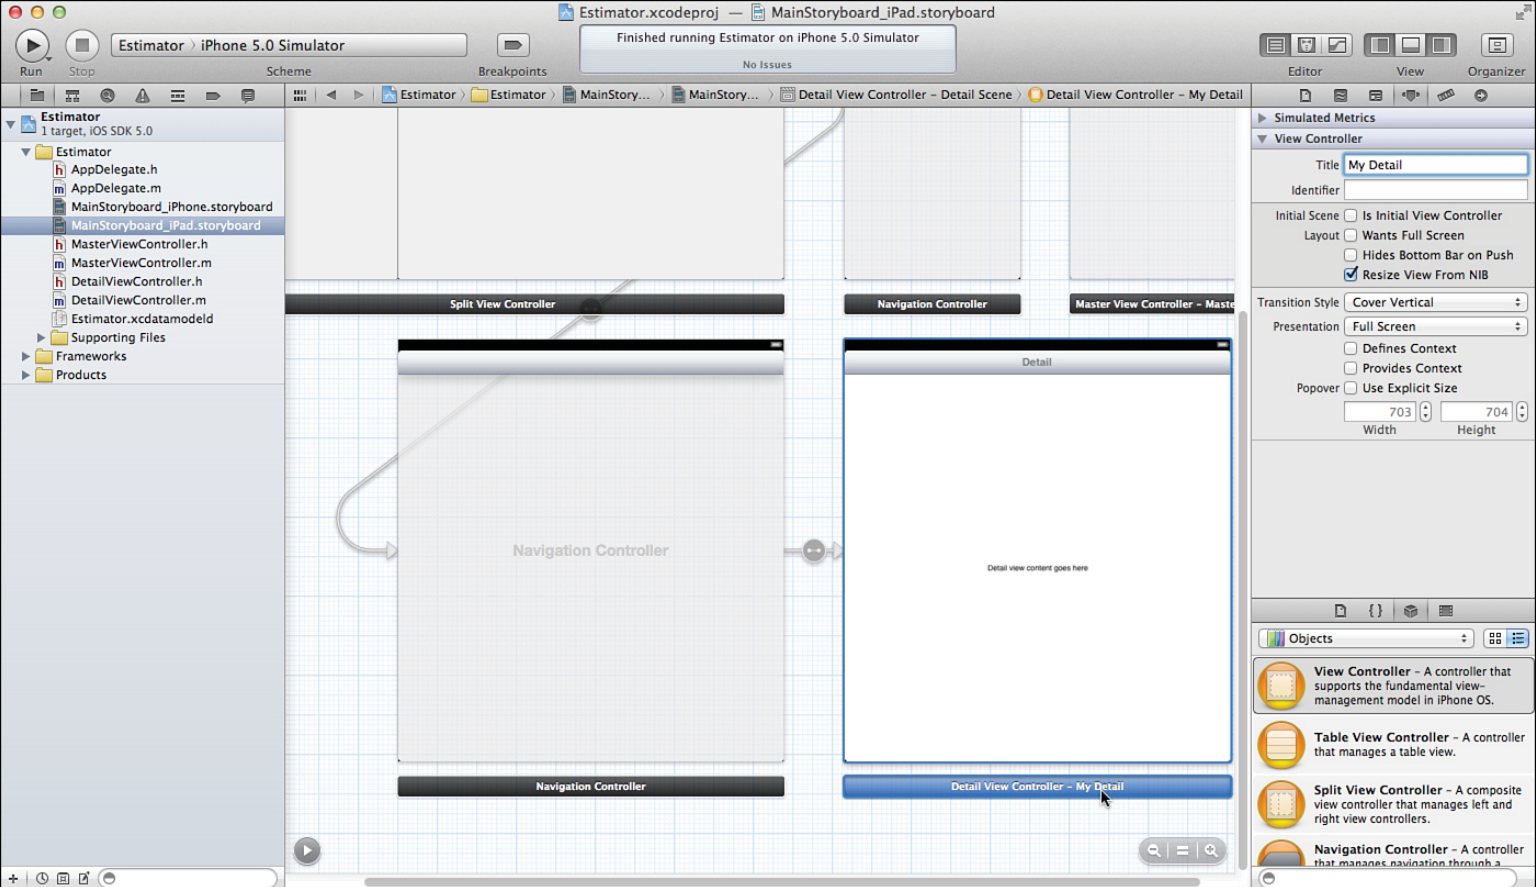 Estimator.xcodeproj — MainStoryboard_iPad.storyboard
Run
Stop
Estimator 〉 iPhone 5.0 Simulator
Scheme
Breakpoints
Finished running Estimator on iPhone 5.0 Simulator
No Issues
Editor
View
Organizer
Estimator 〉 Estimator 〉 MainStory... 〉 MainStory... 〉 Detail View Controller – Detail Scene 〉 Detail View Controller – My Detail
Estimator
1 target, iOS SDK 5.0
Estimator
AppDelegate.h
AppDelegate.m
MainStoryboard_iPhone.storyboard
MainStoryboard_iPad.storyboard
MasterViewController.h
MasterViewController.m
DetailViewController.h
DetailViewController.m
Estimator.xcdatamodeld
Supporting Files
Frameworks
Products
Split View Controller
Navigation Controller
Master View Controller – Maste
Navigation Controller
Navigation Controller
Detail
Detail view content goes here
Detail View Controller – My Detail
Simulated Metrics
View Controller
Title My Detail
Identifier
Initial Scene Is Initial View Controller
Layout Wants Full Screen
Hides Bottom Bar on Push
Resize View From NIB
Transition Style Cover Vertical
Presentation Full Screen
Defines Context
Provides Context
Popover Use Explicit Size
703 704
Width Height
{ }
Objects
View Controller – A controller that
supports the fundamental view-
management model in iPhone OS.
Table View Controller – A controller
that manages a table view.
Split View Controller – A composite
view controller that manages left and
right view controllers.
Navigation Controller – A controller
that manages navigation through a